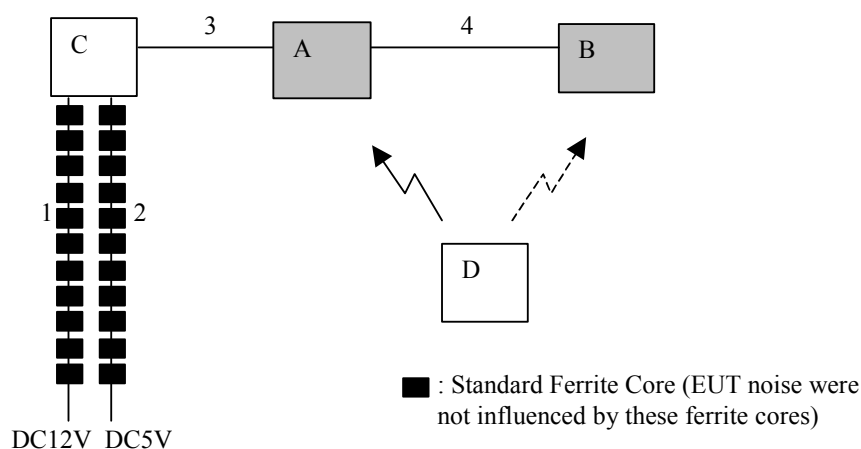 C
3
A
4
B
1
2
D
: Standard Ferrite Core (EUT noise were
not influenced by these ferrite cores)
DC12V DC5V